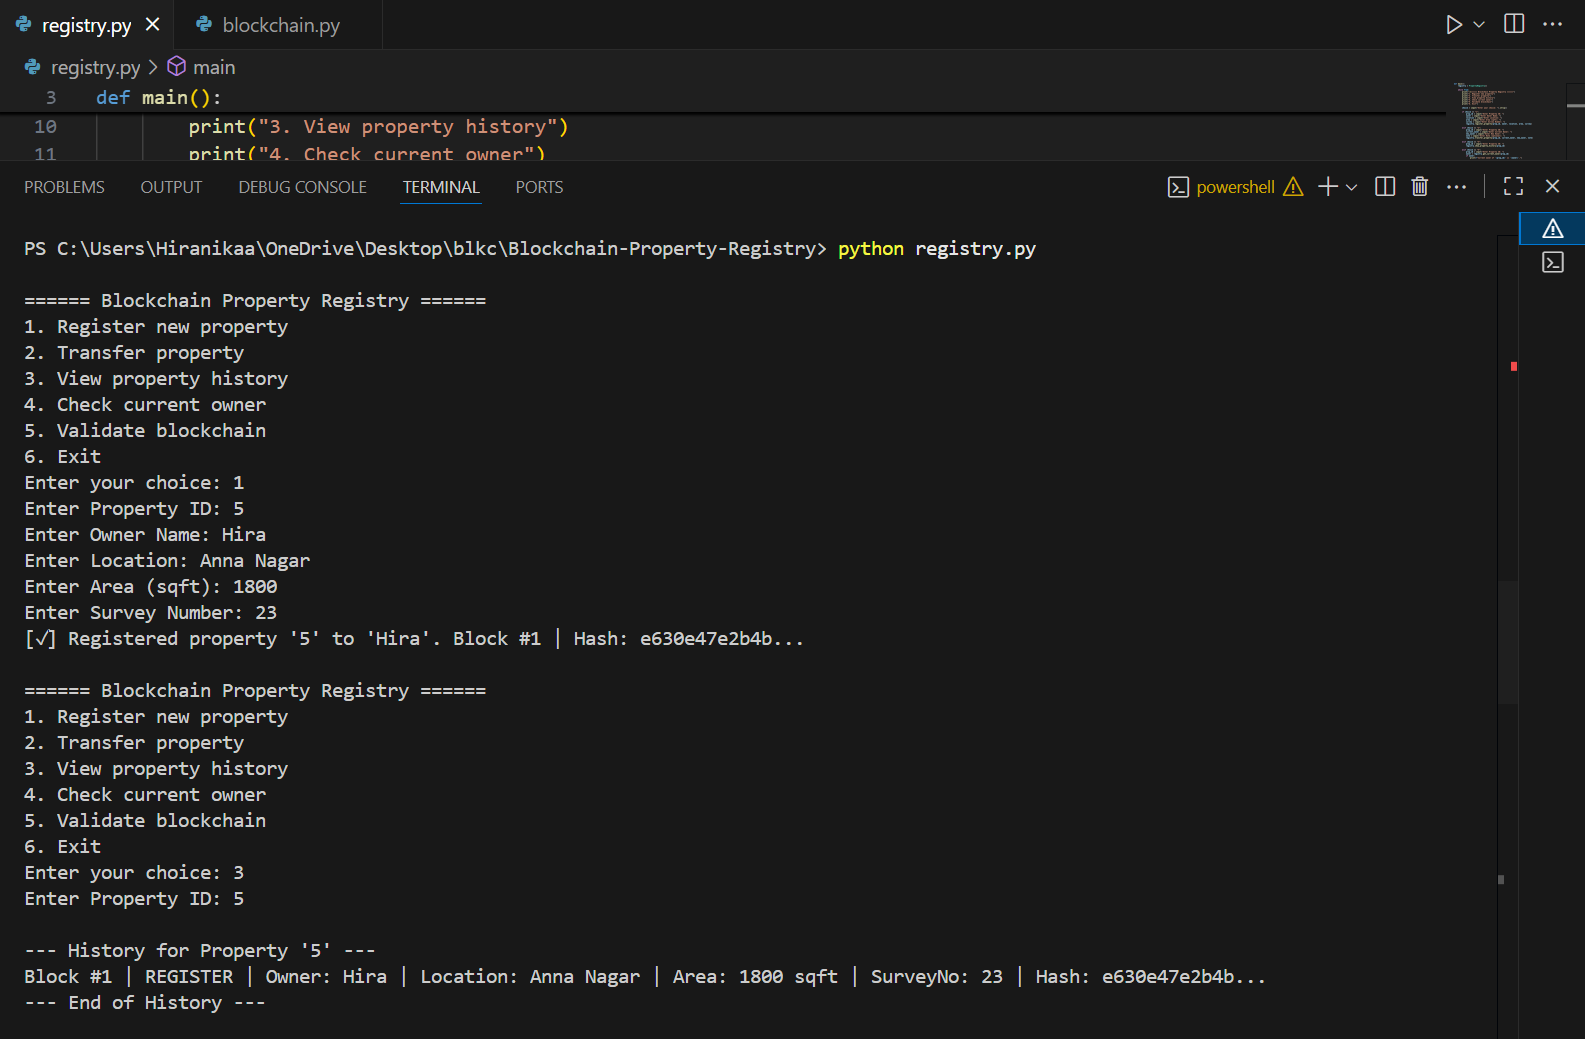 registry.py
blockchain.py
registry.py > main
3 def main():
10 print("3. View property history")
11 print("4. Check current owner")
PROBLEMS OUTPUT DEBUG CONSOLE TERMINAL PORTS powershell
PS C:\Users\Hiranikaa\OneDrive\Desktop\blkc\Blockchain-Property-Registry> python registry.py
====== Blockchain Property Registry ======
1. Register new property
2. Transfer property
3. View property history
4. Check current owner
5. Validate blockchain
6. Exit
Enter your choice: 1
Enter Property ID: 5
Enter Owner Name: Hira
Enter Location: Anna Nagar
Enter Area (sqft): 1800
Enter Survey Number: 23
[✓] Registered property '5' to 'Hira'. Block #1 | Hash: e630e47e2b4b...
====== Blockchain Property Registry ======
1. Register new property
2. Transfer property
3. View property history
4. Check current owner
5. Validate blockchain
6. Exit
Enter your choice: 3
Enter Property ID: 5
--- History for Property '5' ---
Block #1 | REGISTER | Owner: Hira | Location: Anna Nagar | Area: 1800 sqft | SurveyNo: 23 | Hash: e630e47e2b4b...
--- End of History ---